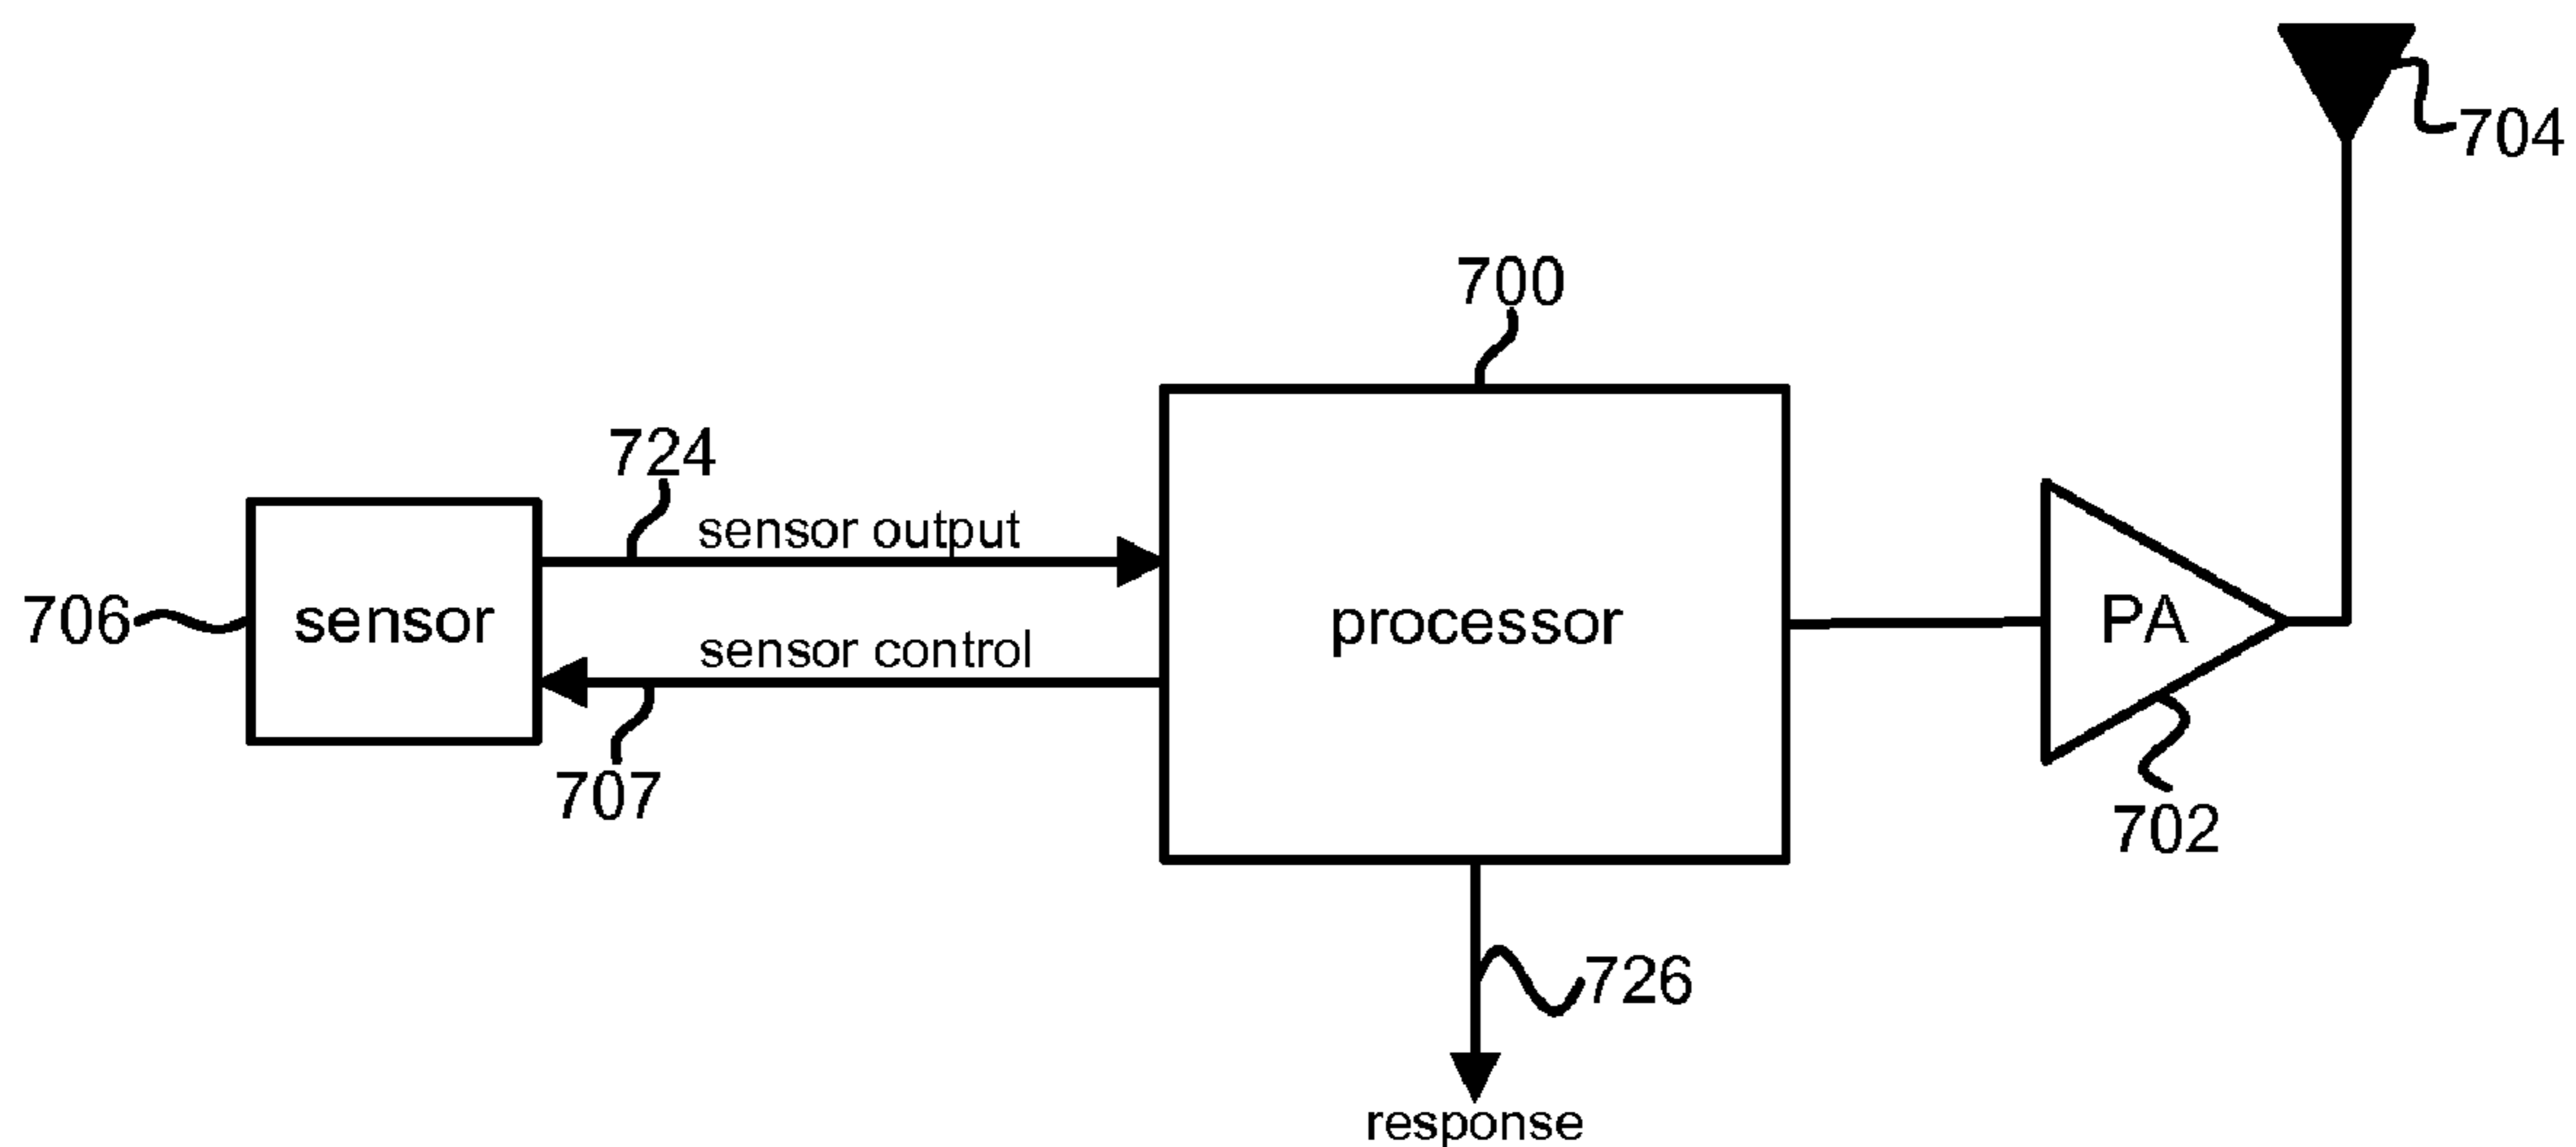 704
700
724
sensor output
706
sensor
processor
PA
sensor control
707
702
726
response